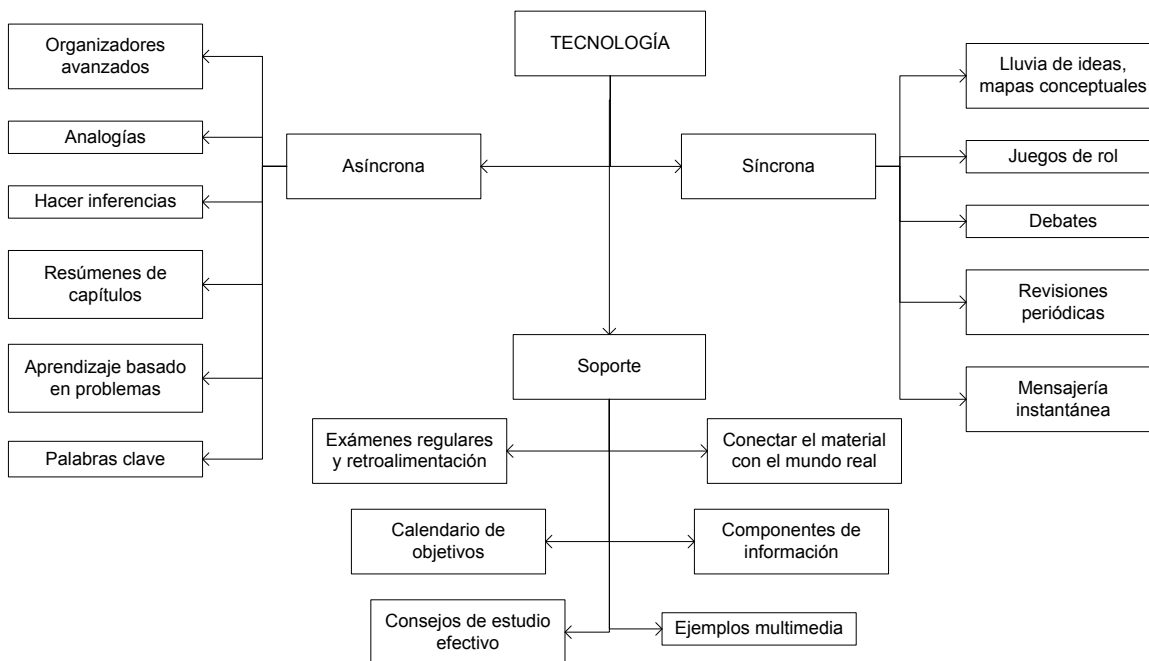 TECNOLOGÍA
Organizadores
avanzados
Analogías
Hacer inferencias
Resúmenes de
capítulos
Aprendizaje basado
en problemas
Palabras clave
Asíncrona
Síncrona
Lluvia de ideas,
mapas conceptuales
Juegos de rol
Debates
Revisiones
periódicas
Mensajería
instantánea
Soporte
Exámenes regulares
y retroalimentación
Conectar el material
con el mundo real
Calendario de
objetivos
Componentes de
información
Consejos de estudio
efectivo
Ejemplos multimedia